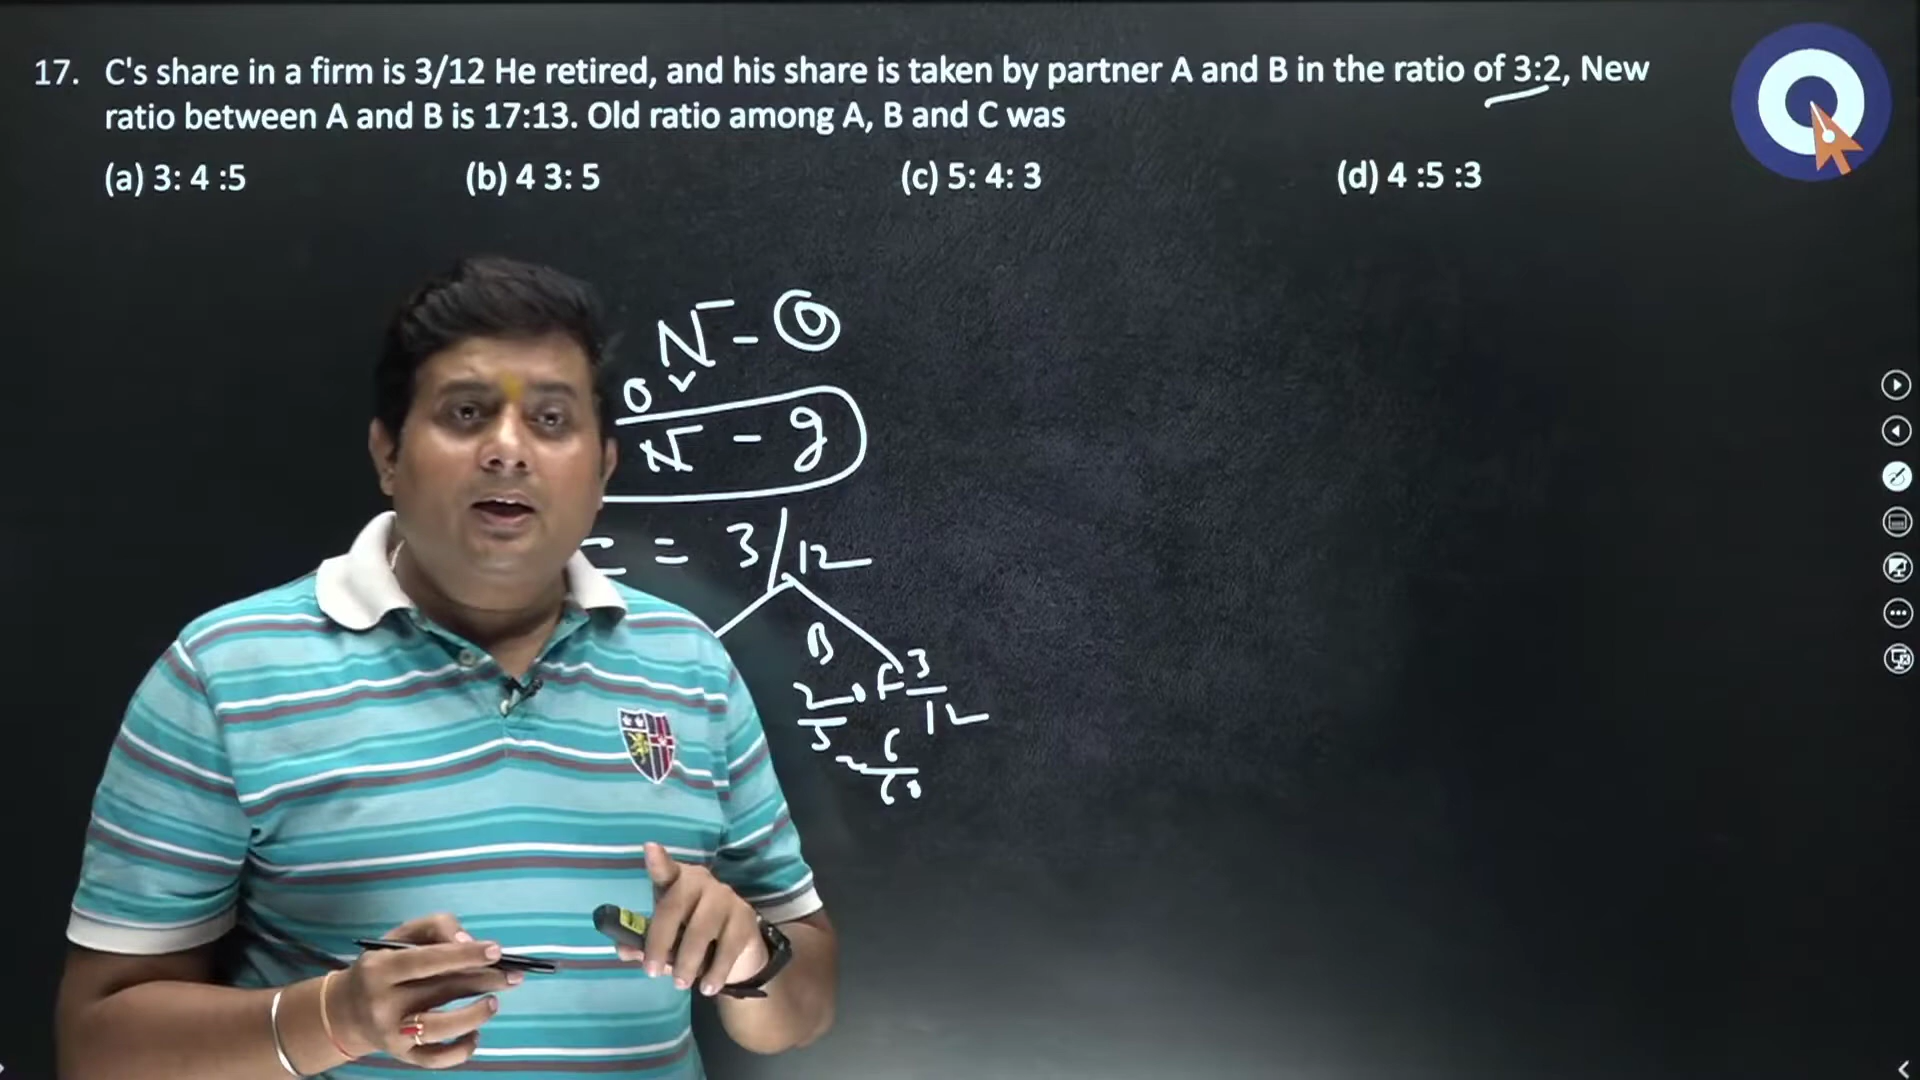 17. C's share in a firm is 3/12 He retired, and his share is taken by partner A and B in the ratio of 3:2, New
ratio between A and B is 17:13. Old ratio among A, B and C was
(a) 3: 4 :5 (b) 4 3: 5 (c) 5: 4: 3 (d) 4 :5 :3
N - O
O
N - g
= 3/12
B
2/5 of 3/12
= 6/60